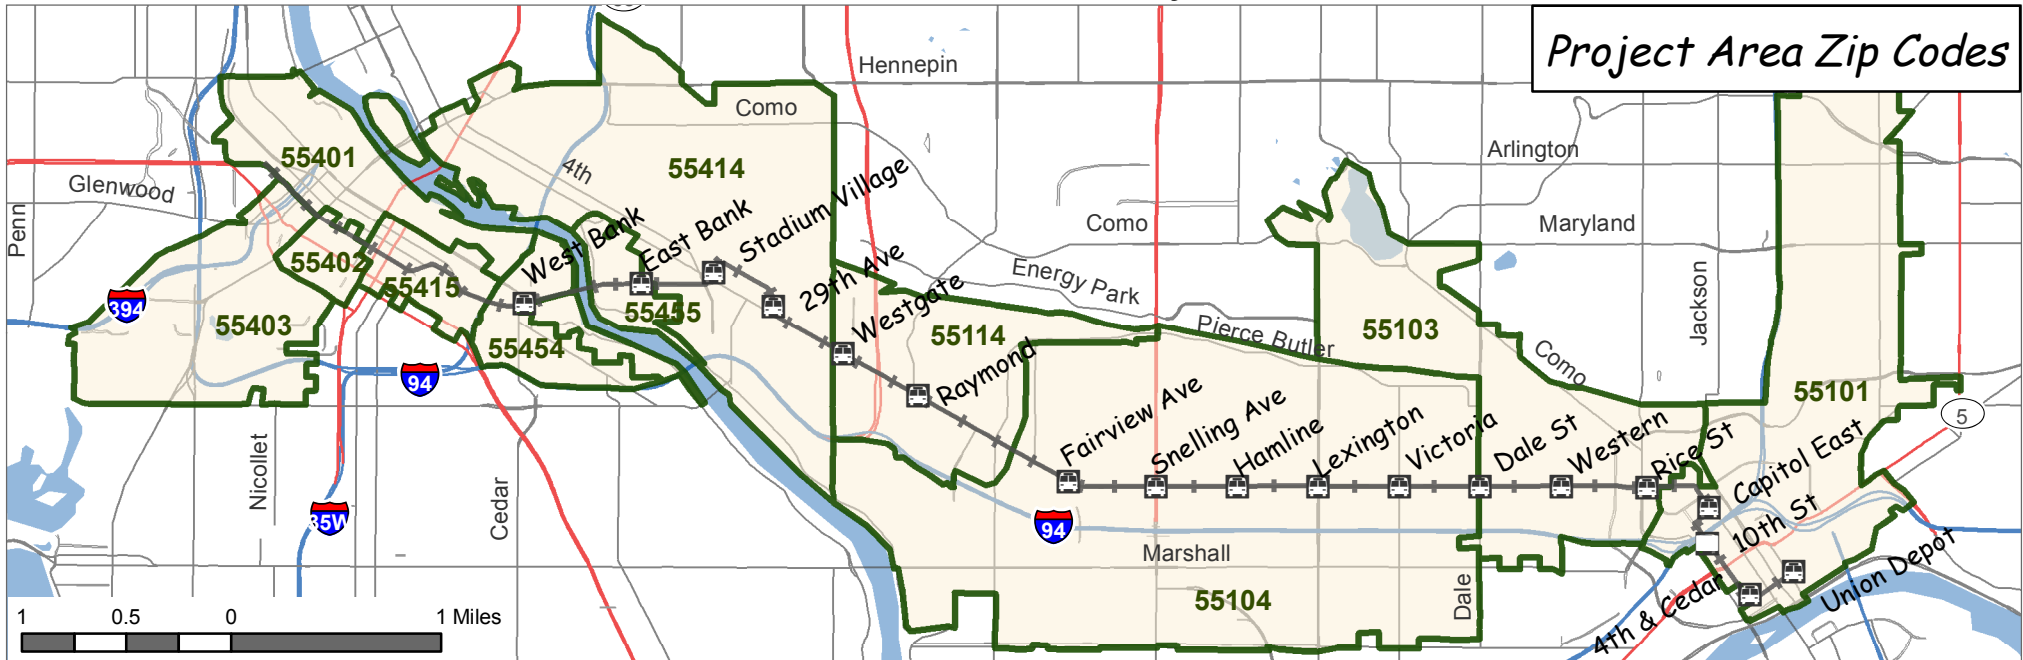 Project Area Zip Codes
Hennepin
Como
55401
55414
4th
Arlington
Glenwood
Penn
Stadium Village
East Bank
West Bank
Como
Maryland
55402
55415
29th Ave
Energy Park
Jackson
394
55403
55455
Westgate
55114
Pierce Butler
55103
55454
Raymond
Como
94
55101
5
Fairview Ave
Snelling Ave
Hamline
Lexington
Victoria
Dale St
Western
Rice St
Capitol East
Nicollet
Cedar
35W
94
10th St
Marshall
Union Depot
55104
Dale
4th & Cedar
1 0.5 0 1 Miles